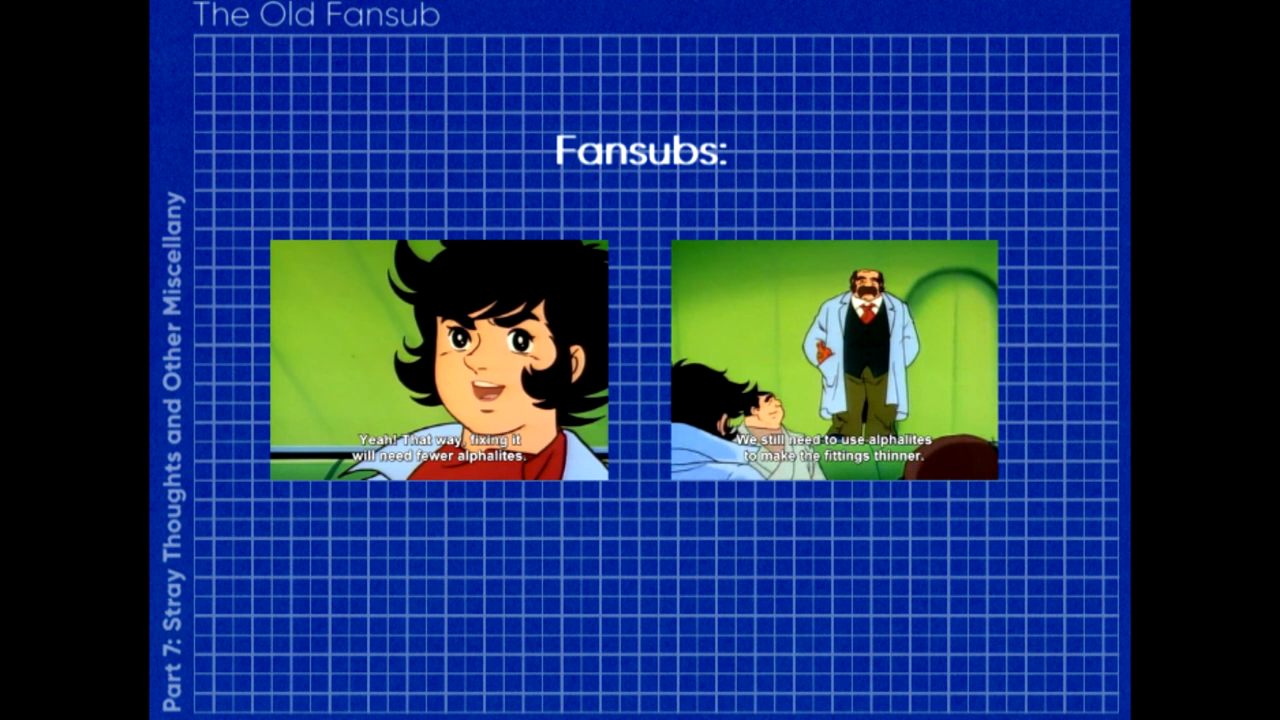 The Old Fansub
Part 7: Stray Thoughts and Other Miscellany
Fansubs:
Yeah! That way, fixing it
will need fewer alphalites.
We still need to use alphalites
to make the fittings thinner.